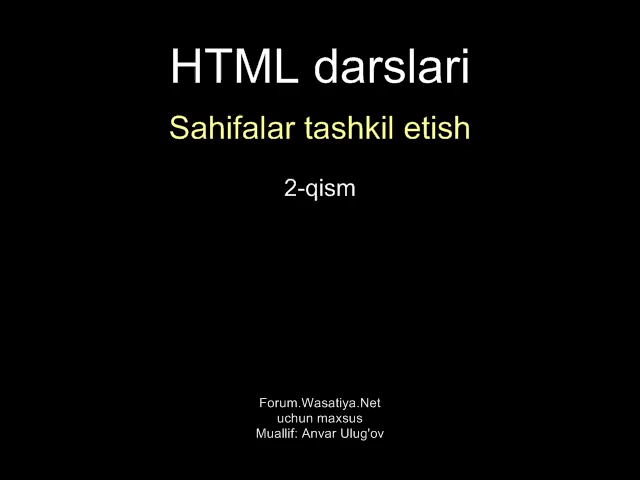 HTML darslari
Sahifalar tashkil etish
2-qism
Forum.Wasatiya.Net
uchun maxsus
Muallif: Anvar Ulug'ov